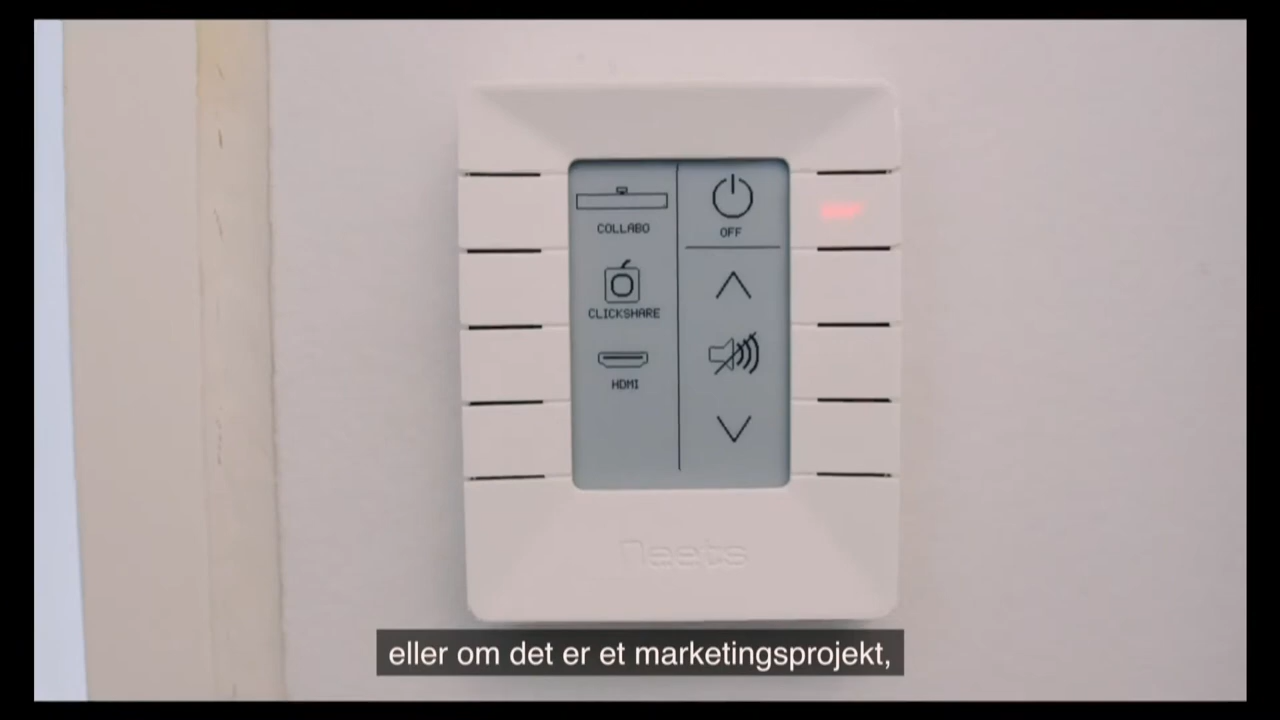 COLLABO
OFF
CLICKSHARE
HDMI
neets
eller om det er et marketingsprojekt,